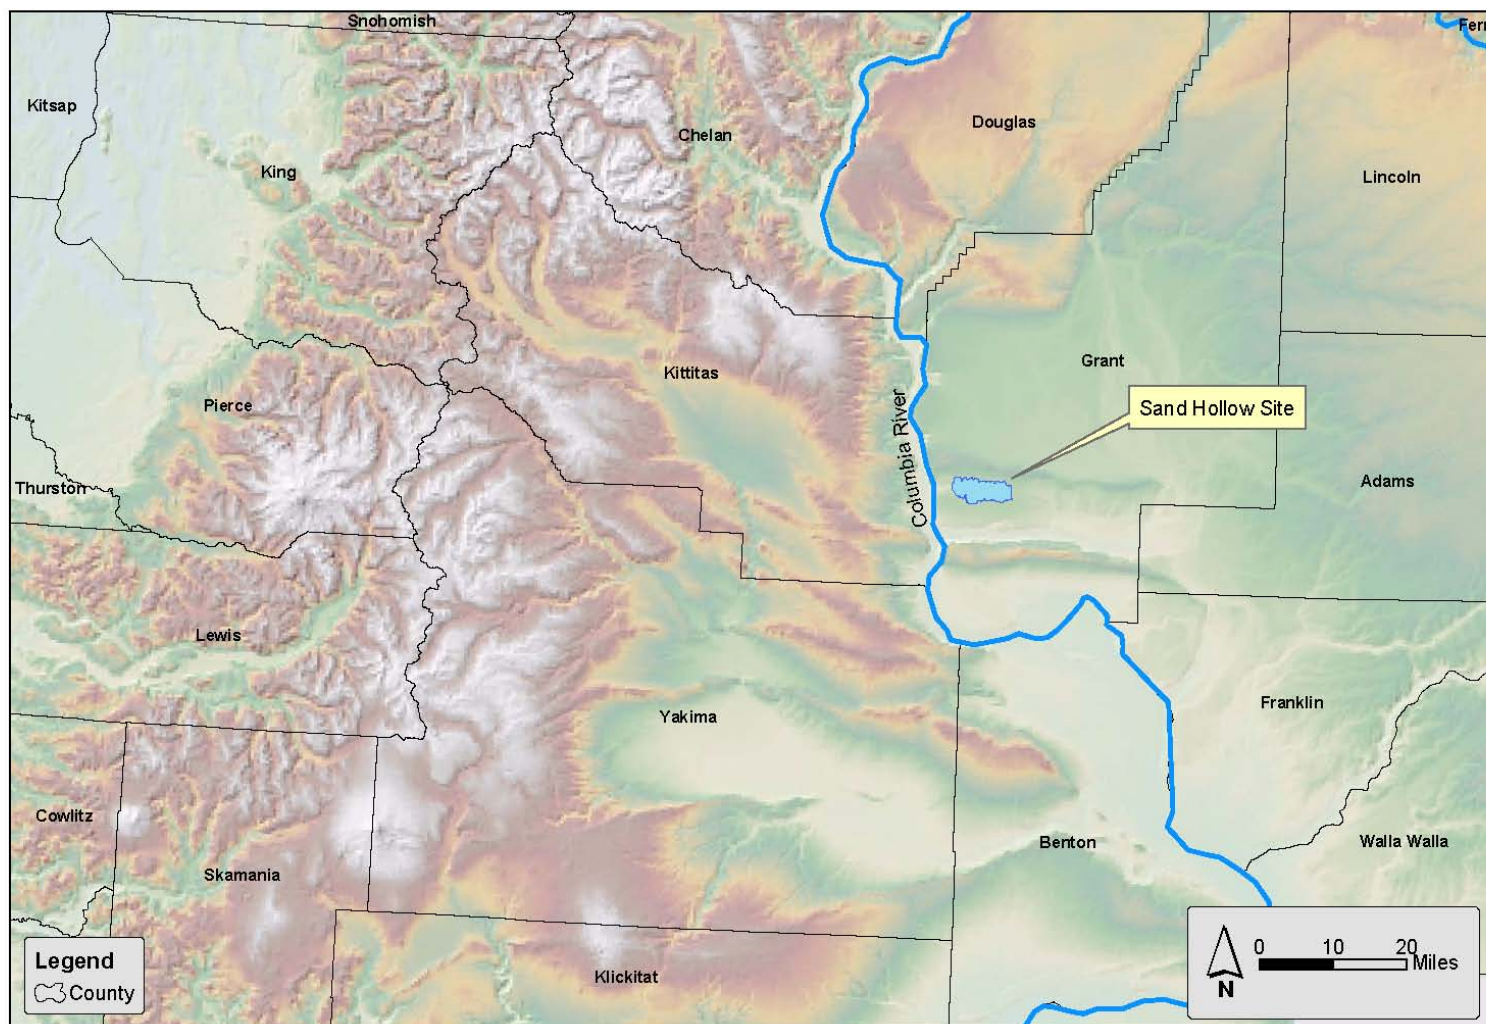 Snohomish
Ferr
Kitsap
Douglas
Chelan
King
Lincoln
Grant
Kittitas
Pierce
Sand Hollow Site
Columbia River
Thurston
Adams
Lewis
Franklin
Yakima
Cowlitz
Benton
Walla Walla
Skamania
Klickitat
Legend
County
N
0 10 20
Miles